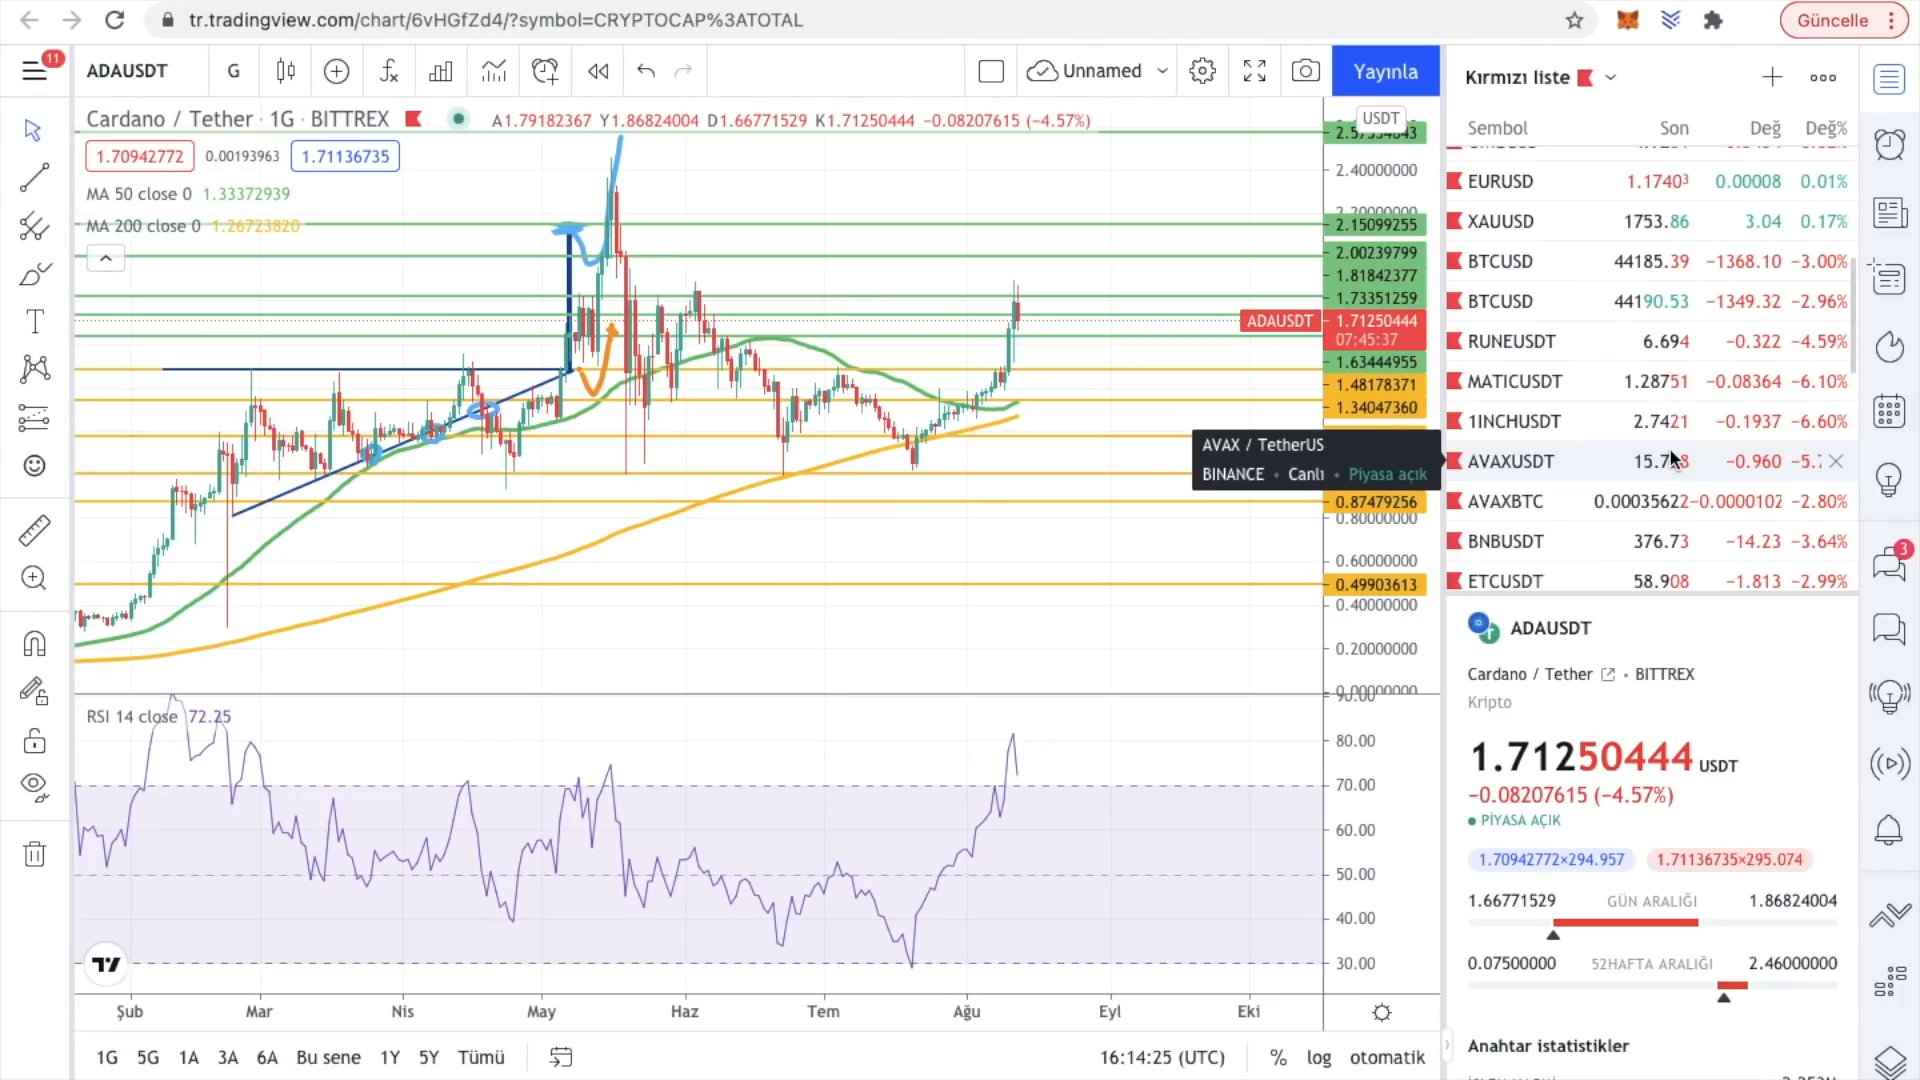 tr.tradingview.com/chart/6vHGfZd4/?symbol=CRYPTOCAP%3ATOTAL
Güncelle
11
ADAUSDT
G
Unnamed
Yayınla
Cardano / Tether · 1G · BITTREX
A1.79182367 Y1.86824004 D1.66771529 K1.71250444 −0.08207615 (−4.57%)
1.70942772
0.00193963
1.71136735
MA 50 close 0 1.33372939
MA 200 close 0 1.26723820
USDT
2.40000000
2.15099255
2.00239799
1.81842377
1.73351259
ADAUSDT
1.71250444
07:45:37
1.63444955
1.48178371
1.34047360
AVAX / TetherUS
BINANCE • Canlı • Piyasa açık
0.87479256
0.80000000
0.60000000
0.49903613
0.40000000
0.20000000
RSI 14 close 72.25
90.00
80.00
70.00
60.00
50.00
40.00
30.00
Şub
Mar
Nis
May
Haz
Tem
Ağu
Eyl
Eki
1G 5G 1A 3A 6A Bu sene 1Y 5Y Tümü
16:14:25 (UTC)
% log otomatik
Kırmızı liste
Sembol Son Değ Değ%
EURUSD 1.1740³ 0.00008 0.01%
XAUUSD 1753.86 3.04 0.17%
BTCUSD 44185.39 −1368.10 −3.00%
BTCUSD 44190.53 −1349.32 −2.96%
RUNEUSDT 6.694 −0.322 −4.59%
MATICUSDT 1.28751 −0.08364 −6.10%
1INCHUSDT 2.7421 −0.1937 −6.60%
AVAXUSDT −0.960
AVAXBTC 0.00035622 −0.0000102 −2.80%
BNBUSDT 376.73 −14.23 −3.64%
ETCUSDT 58.908 −1.813 −2.99%
3
ADAUSDT
Cardano / Tether • BITTREX
Kripto
1.71250444 USDT
−0.08207615 (−4.57%)
PİYASA AÇIK
1.70942772×294.957
1.71136735×295.074
1.66771529 GÜN ARALIĞI 1.86824004
0.07500000 52HAFTA ARALIĞI 2.46000000
Anahtar istatistikler